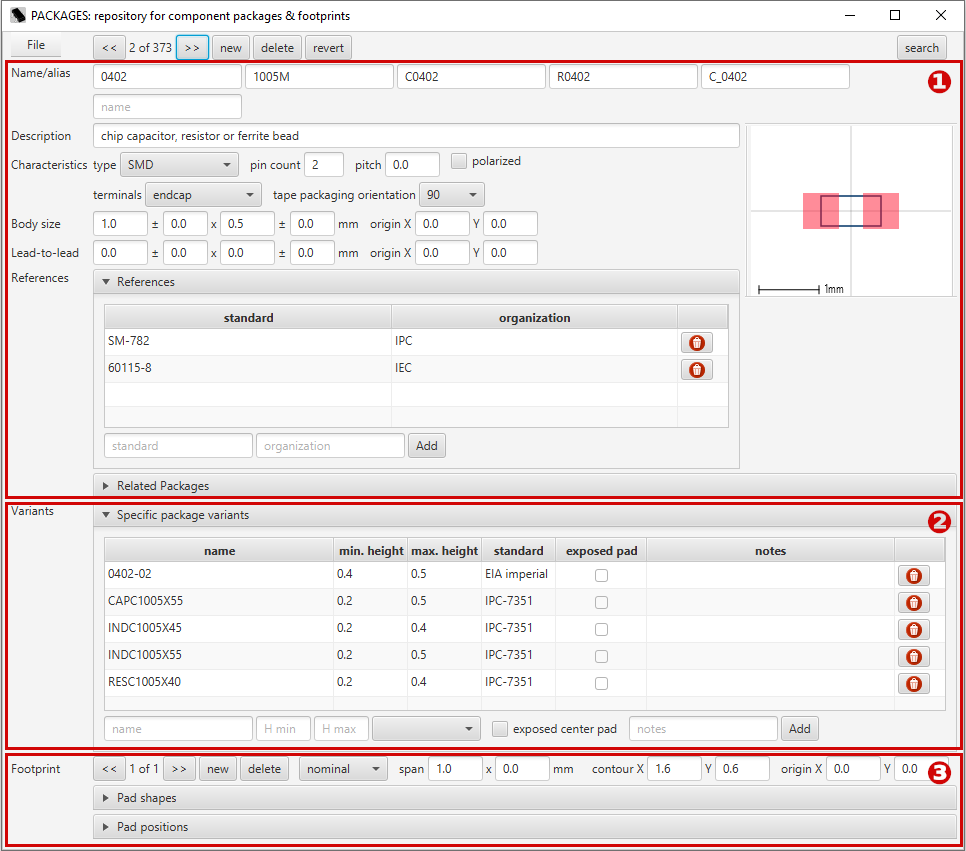 PACKAGES: repository for component packages & footprints
File << 2 of 373 >> new delete revert search
Name/alias 0402 1005M C0402 R0402 C_0402 1
name
Description chip capacitor, resistor or ferrite bead
Characteristics type SMD pin count 2 pitch 0.0 polarized
terminals endcap tape packaging orientation 90
Body size 1.0 ± 0.0 x 0.5 ± 0.0 mm origin X 0.0 Y 0.0
Lead-to-lead 0.0 ± 0.0 x 0.0 ± 0.0 mm origin X 0.0 Y 0.0
1mm
References References
standard organization
SM-782 IPC
60115-8 IEC
standard organization Add
Related Packages
Variants Specific package variants 2
name min. height max. height standard exposed pad notes
0402-02 0.4 0.5 EIA imperial
CAPC1005X55 0.2 0.5 IPC-7351
INDC1005X45 0.2 0.4 IPC-7351
INDC1005X55 0.2 0.5 IPC-7351
RESC1005X40 0.2 0.4 IPC-7351
name H min H max exposed center pad notes Add
Footprint << 1 of 1 >> new delete nominal span 1.0 x 0.0 mm contour X 1.6 Y 0.6 origin X 0.0 Y 0.0 3
Pad shapes
Pad positions